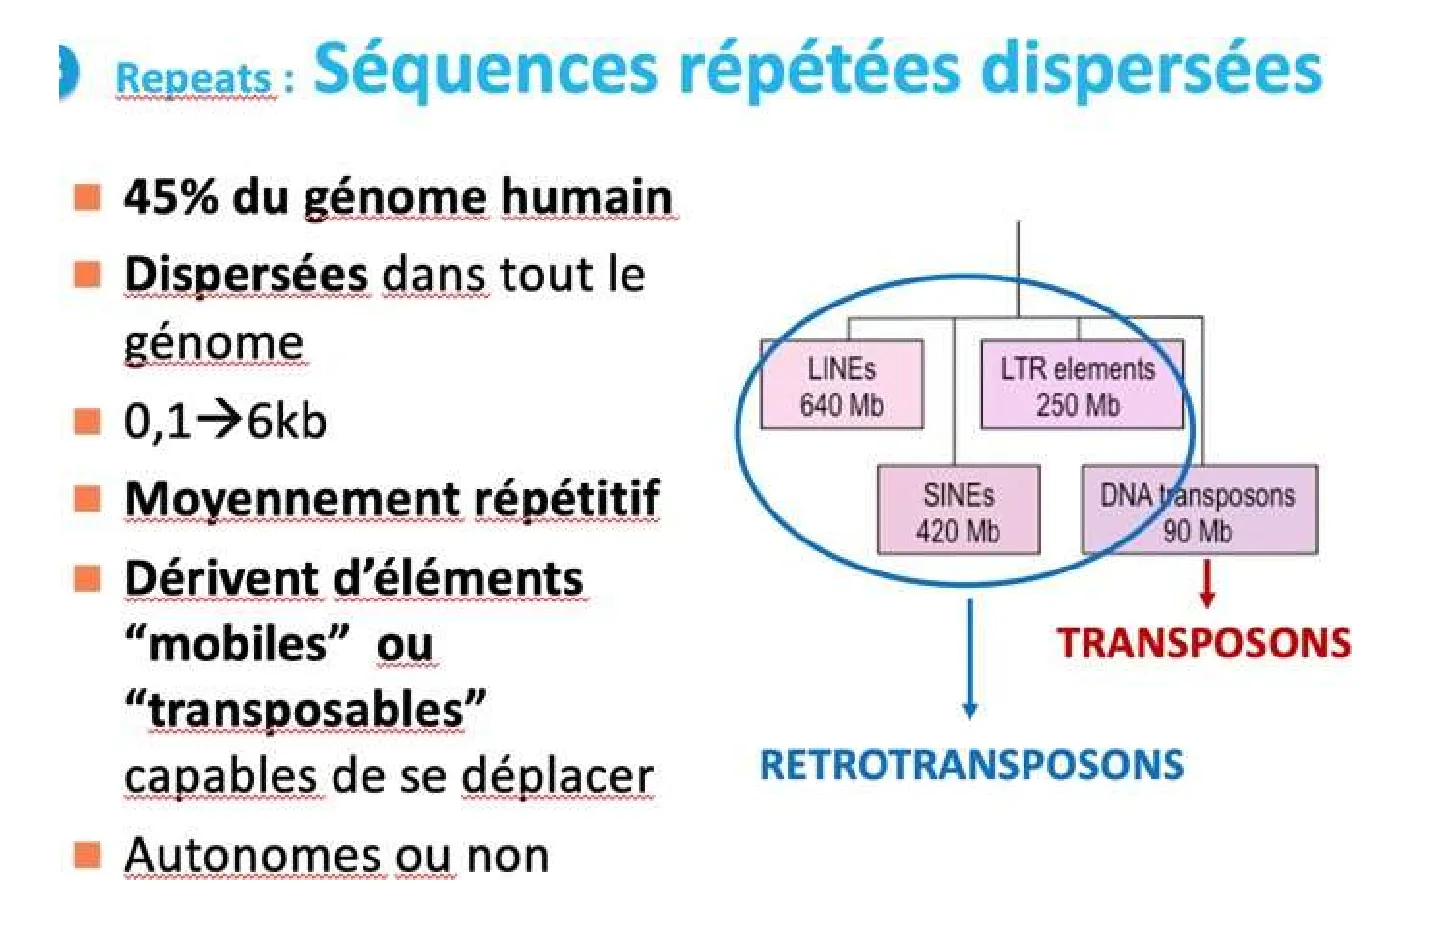 Repeats : Séquences répétées dispersées
45% du génome humain
Dispersées dans tout le
génome
0,1→6kb
Moyennement répétitif
Dérivent d’éléments
“mobiles” ou
“transposables”
capables de se déplacer
Autonomes ou non
LINEs
640 Mb
LTR elements
250 Mb
SINEs
420 Mb
DNA transposons
90 Mb
TRANSPOSONS
RETROTRANSPOSONS